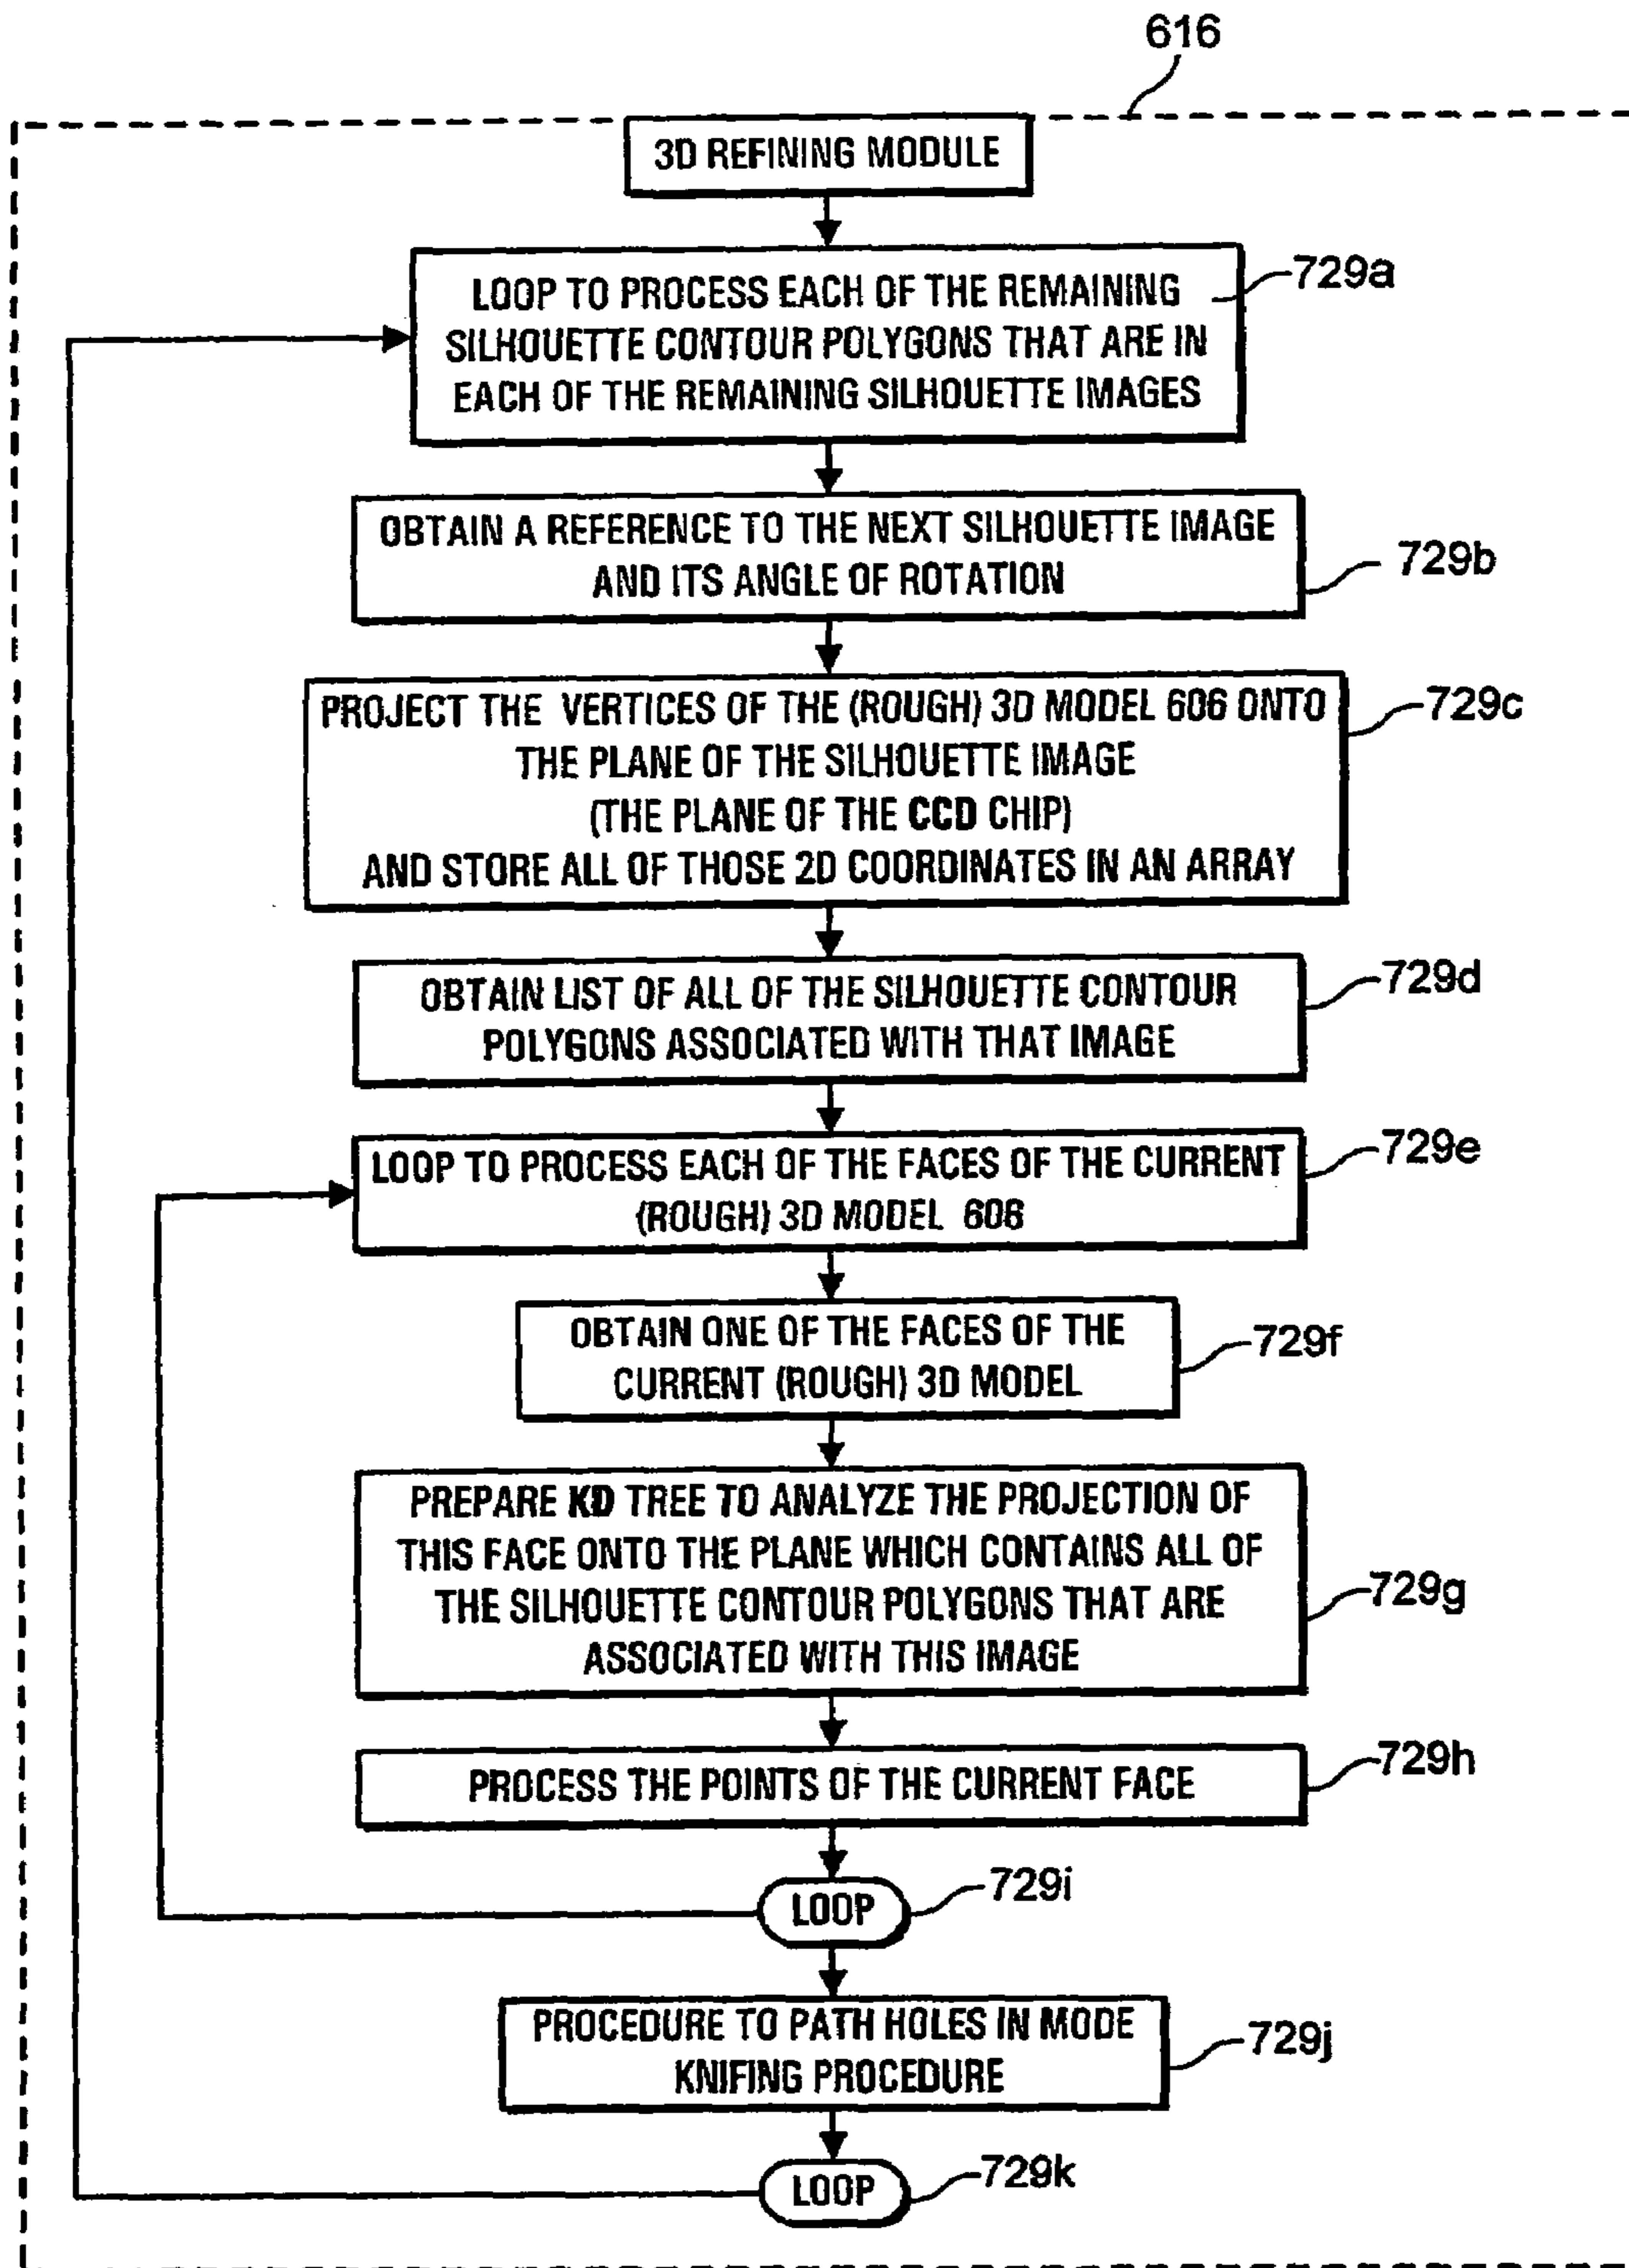 616
3D REFINING MODULE
LOOP TO PROCESS EACH OF THE REMAINING
SILHOUETTE CONTOUR POLYGONS THAT ARE IN
EACH OF THE REMAINING SILHOUETTE IMAGES
729a
OBTAIN A REFERENCE TO THE NEXT SILHOUETTE IMAGE
AND ITS ANGLE OF ROTATION
729b
PROJECT THE VERTICES OF THE (ROUGH) 3D MODEL 606 ONTO
THE PLANE OF THE SILHOUETTE IMAGE
(THE PLANE OF THE CCD CHIP)
AND STORE ALL OF THOSE 2D COORDINATES IN AN ARRAY
729c
OBTAIN LIST OF ALL OF THE SILHOUETTE CONTOUR
POLYGONS ASSOCIATED WITH THAT IMAGE
729d
LOOP TO PROCESS EACH OF THE FACES OF THE CURRENT
(ROUGH) 3D MODEL 606
729e
OBTAIN ONE OF THE FACES OF THE
CURRENT (ROUGH) 3D MODEL
729f
PREPARE KD TREE TO ANALYZE THE PROJECTION OF
THIS FACE ONTO THE PLANE WHICH CONTAINS ALL OF
THE SILHOUETTE CONTOUR POLYGONS THAT ARE
ASSOCIATED WITH THIS IMAGE
729g
PROCESS THE POINTS OF THE CURRENT FACE
729h
LOOP
729i
PROCEDURE TO PATH HOLES IN MODE
KNIFING PROCEDURE
729j
LOOP
729k